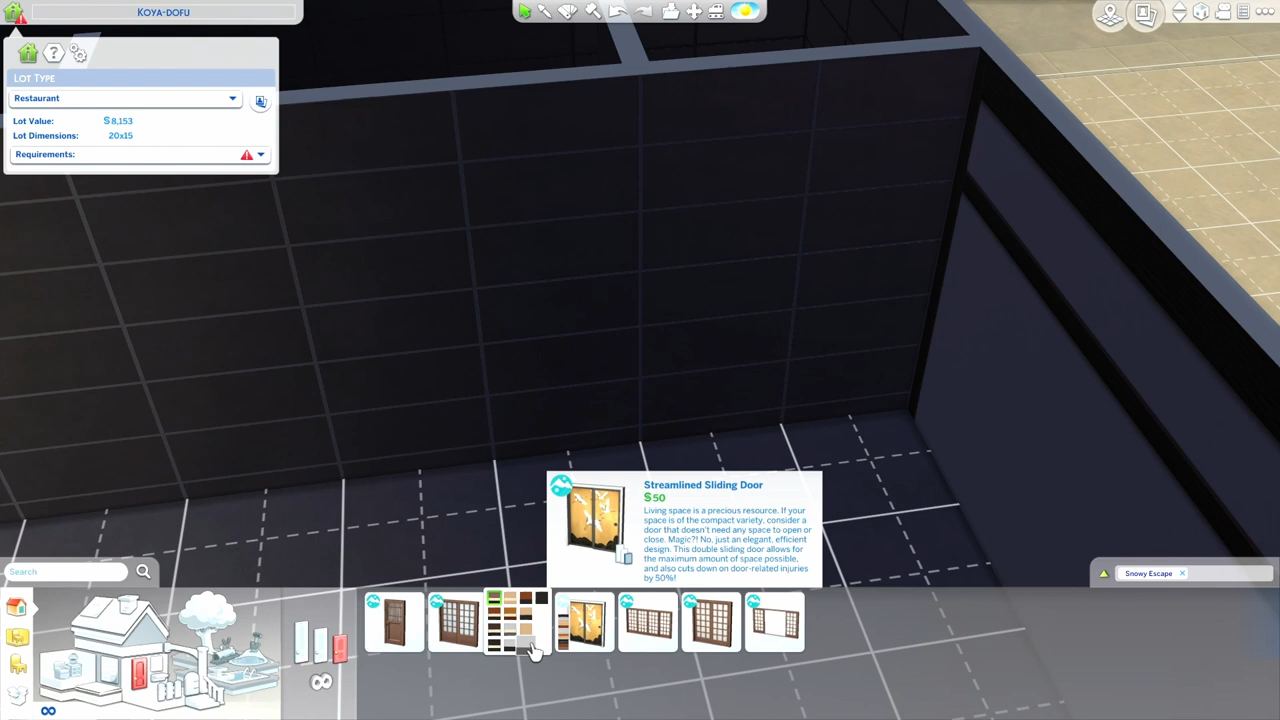 Koya-dofu
Lot Type
Restaurant
Lot Value: §8,153
Lot Dimensions: 20x15
Requirements:
Streamlined Sliding Door
§50
Living space is a precious resource. If your
space is of the compact variety, consider a
door that doesn't need any space to open or
close. Magic?! No, just an elegant, efficient
design. This double sliding door allows for
the maximum amount of space possible,
and also cuts down on door-related injuries
by 50%!
Search
Snowy Escape